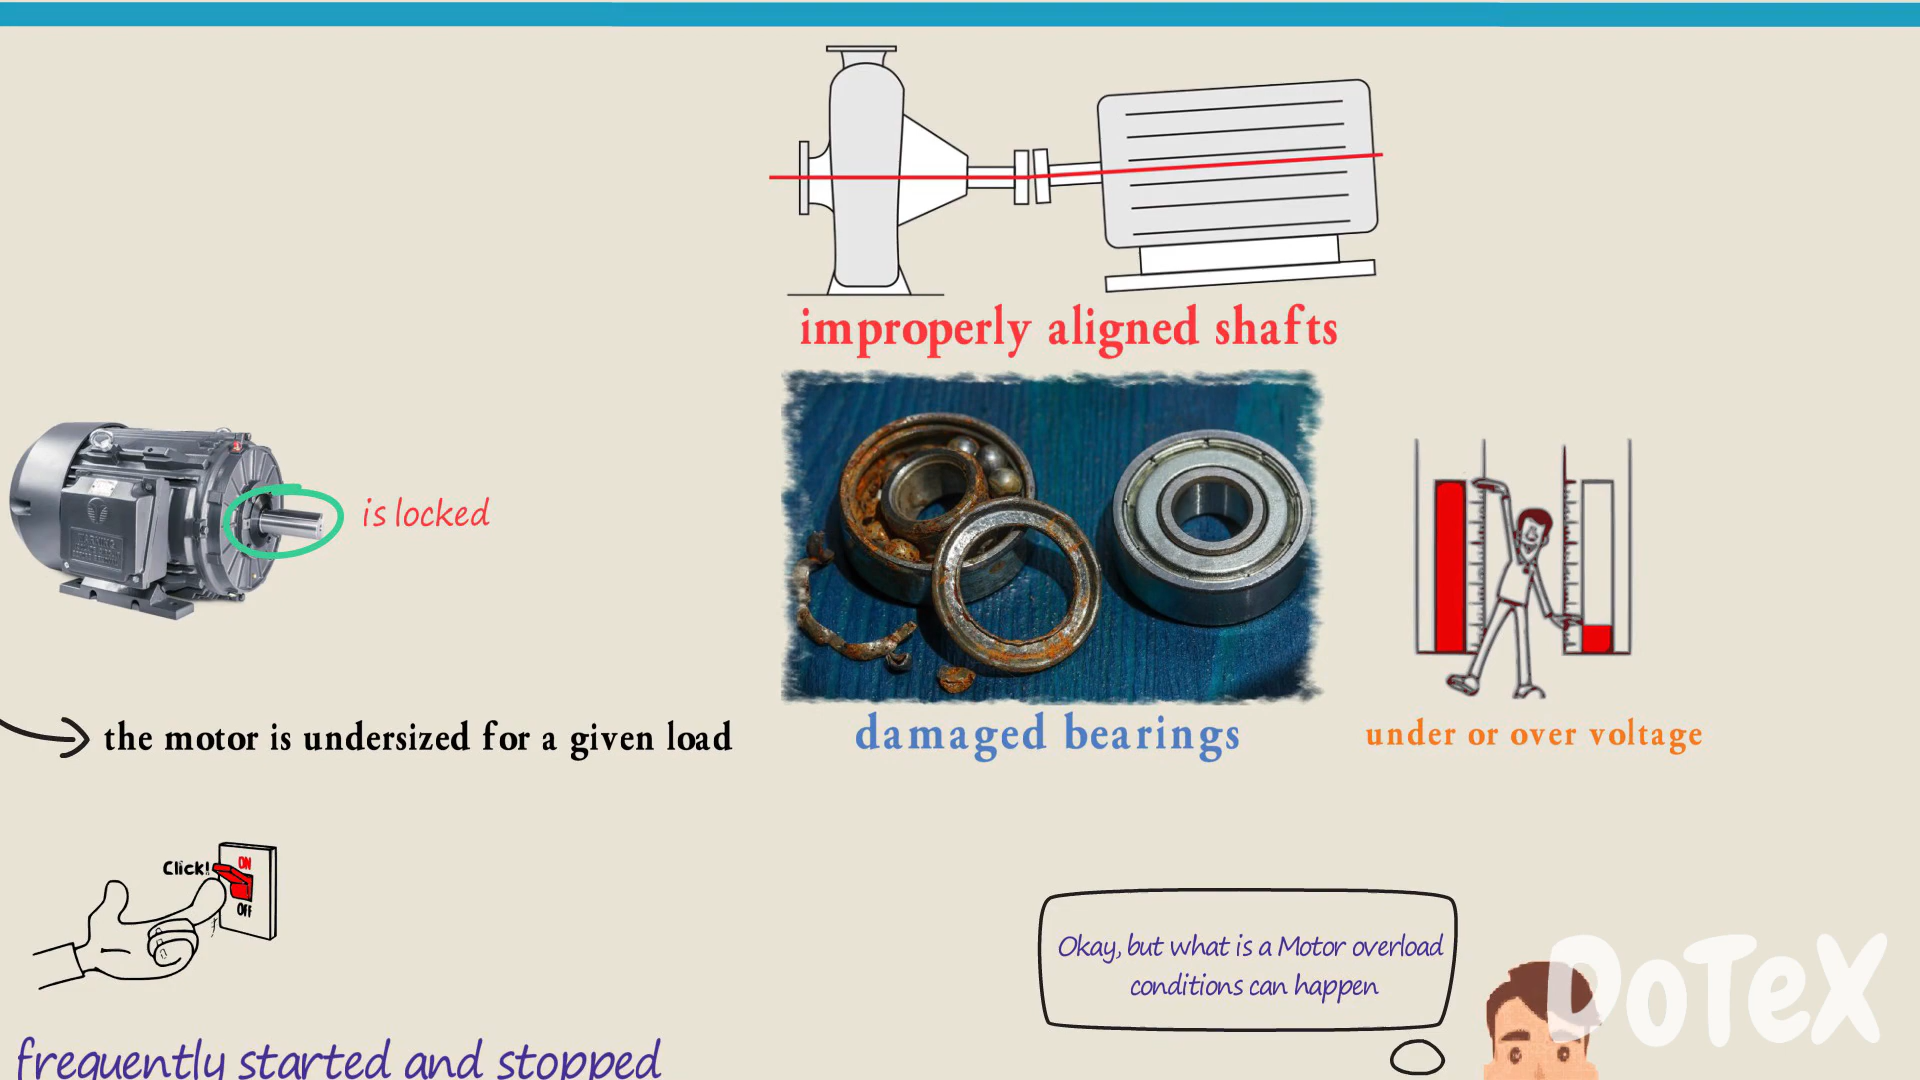 improperly aligned shafts
is locked
the motor is undersized for a given load
damaged bearings
under or over voltage
Click!
ON
OFF
frequently started and stopped
Okay, but what is a Motor overload
conditions can happen
DoTeX